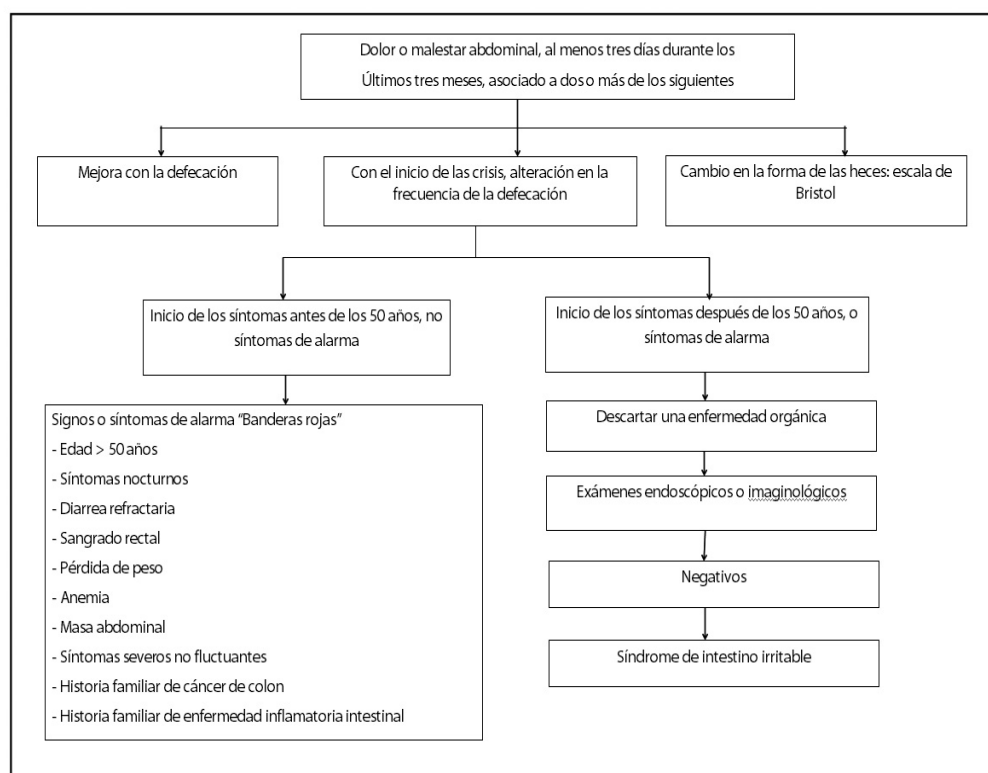 Dolor o malestar abdominal, al menos tres días durante los
Últimos tres meses, asociado a dos o más de los siguientes
Mejora con la defecación
Con el inicio de las crisis, alteración en la
frecuencia de la defecación
Cambio en la forma de las heces: escala de
Bristol
Inicio de los síntomas antes de los 50 años, no
síntomas de alarma
Inicio de los síntomas después de los 50 años, o
síntomas de alarma
Signos o síntomas de alarma “Banderas rojas”
- Edad > 50 años
- Síntomas nocturnos
- Diarrea refractaria
- Sangrado rectal
- Pérdida de peso
- Anemia
- Masa abdominal
- Síntomas severos no fluctuantes
- Historia familiar de cáncer de colon
- Historia familiar de enfermedad inflamatoria intestinal
Descartar una enfermedad orgánica
Exámenes endoscópicos o imaginológicos
Negativos
Síndrome de intestino irritable